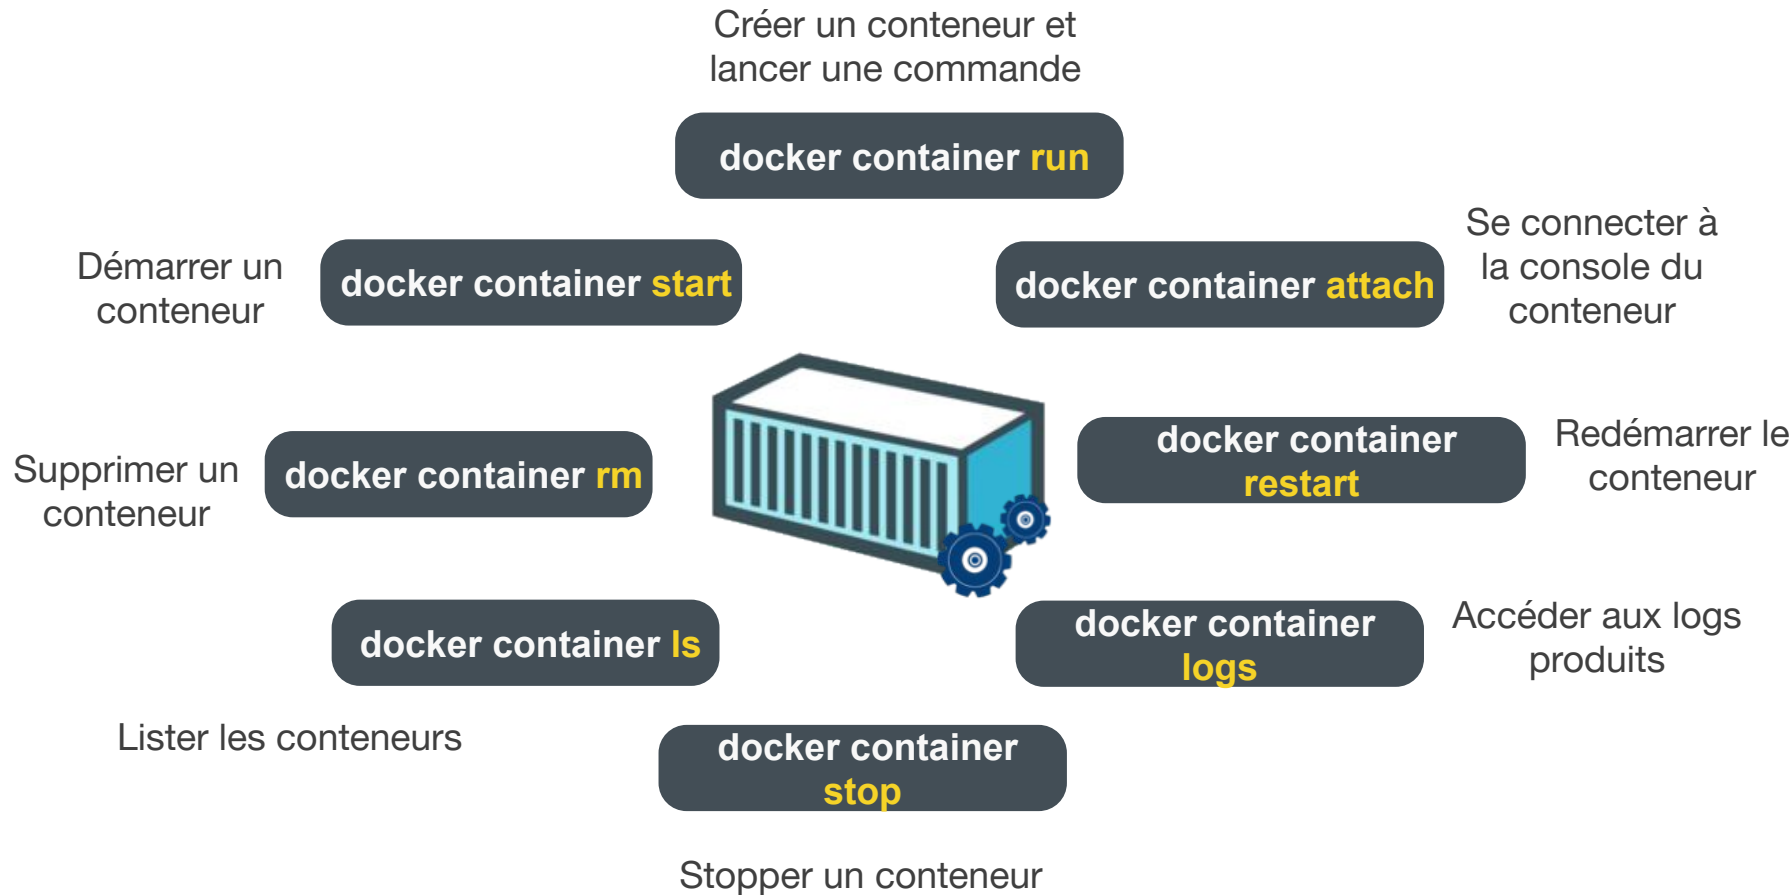 Créer un conteneur et
lancer une commande
docker container run
Démarrer un
conteneur
docker container start
docker container attach
Se connecter à
la console du
conteneur
Supprimer un
conteneur
docker container rm
docker container
restart
Redémarrer le
conteneur
docker container ls
Lister les conteneurs
docker container
logs
Accéder aux logs
produits
docker container
stop
Stopper un conteneur